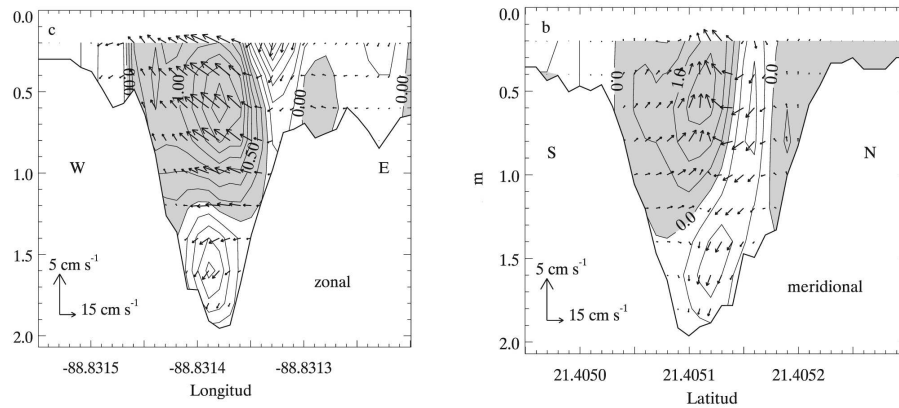 c
0.0
0.5
1.0
1.5
2.0
0.00
1.00
0.50
0.00
0.00
W
E
5 cm s⁻¹
15 cm s⁻¹
zonal
-88.8315
-88.8314
-88.8313
Longitud
b
0.0
0.5
1.0
1.5
2.0
m
0.0
1.0
0.0
0.0
S
N
5 cm s⁻¹
15 cm s⁻¹
meridional
21.4050
21.4051
21.4052
Latitud